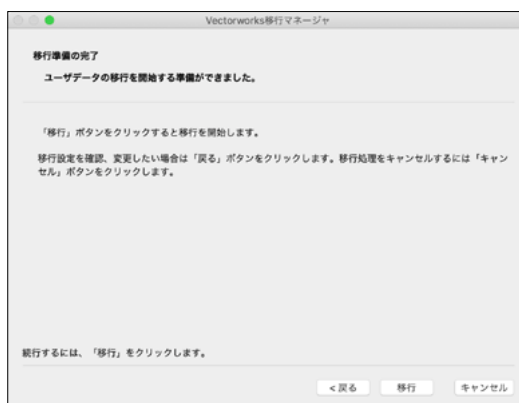 Vectorworks移行マネージャ
移行準備の完了
ユーザデータの移行を開始する準備ができました。
「移行」ボタンをクリックすると移行を開始します。
移行設定を確認、変更したい場合は「戻る」ボタンをクリックします。移行処理をキャンセルするには「キャン
セル」ボタンをクリックします。
続行するには、「移行」をクリックします。
<戻る 移行 キャンセル